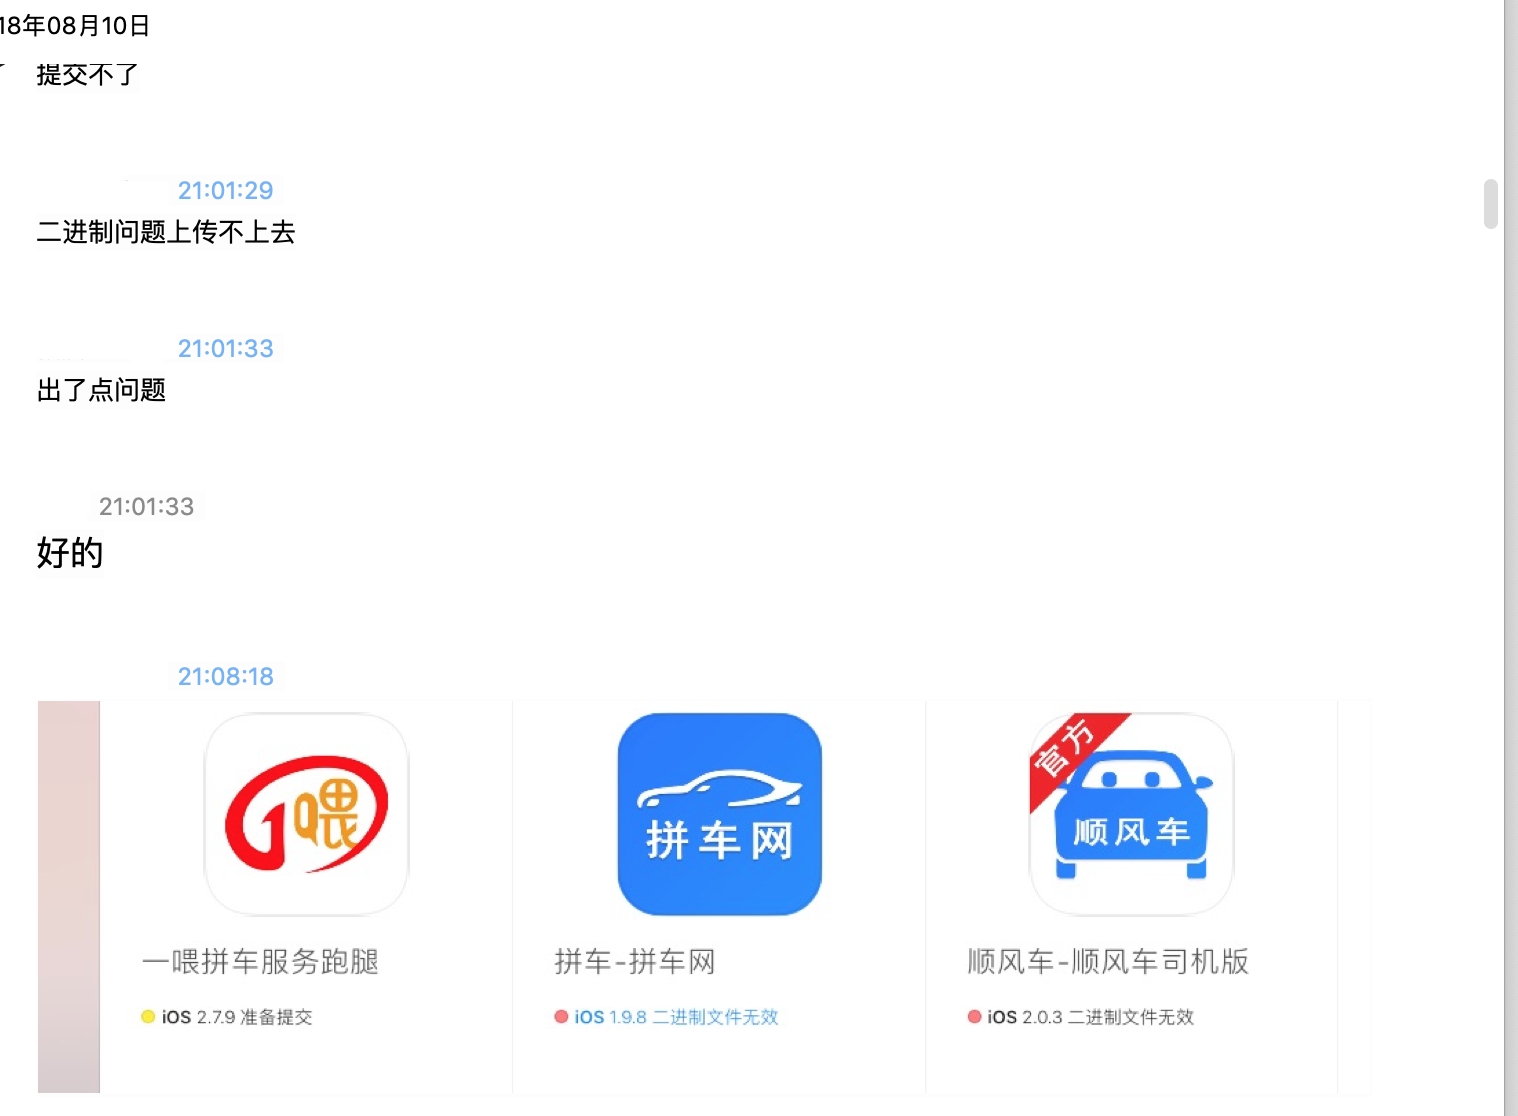 18年08月10日
提交不了
21:01:29
二进制问题上传不上去
21:01:33
出了点问题
21:01:33
好的
21:08:18
喂
拼车网
官方
顺风车
一喂拼车服务跑腿
拼车-拼车网
顺风车-顺风车司机版
iOS 2.7.9 准备提交
iOS 1.9.8 二进制文件无效
iOS 2.0.3 二进制文件无效